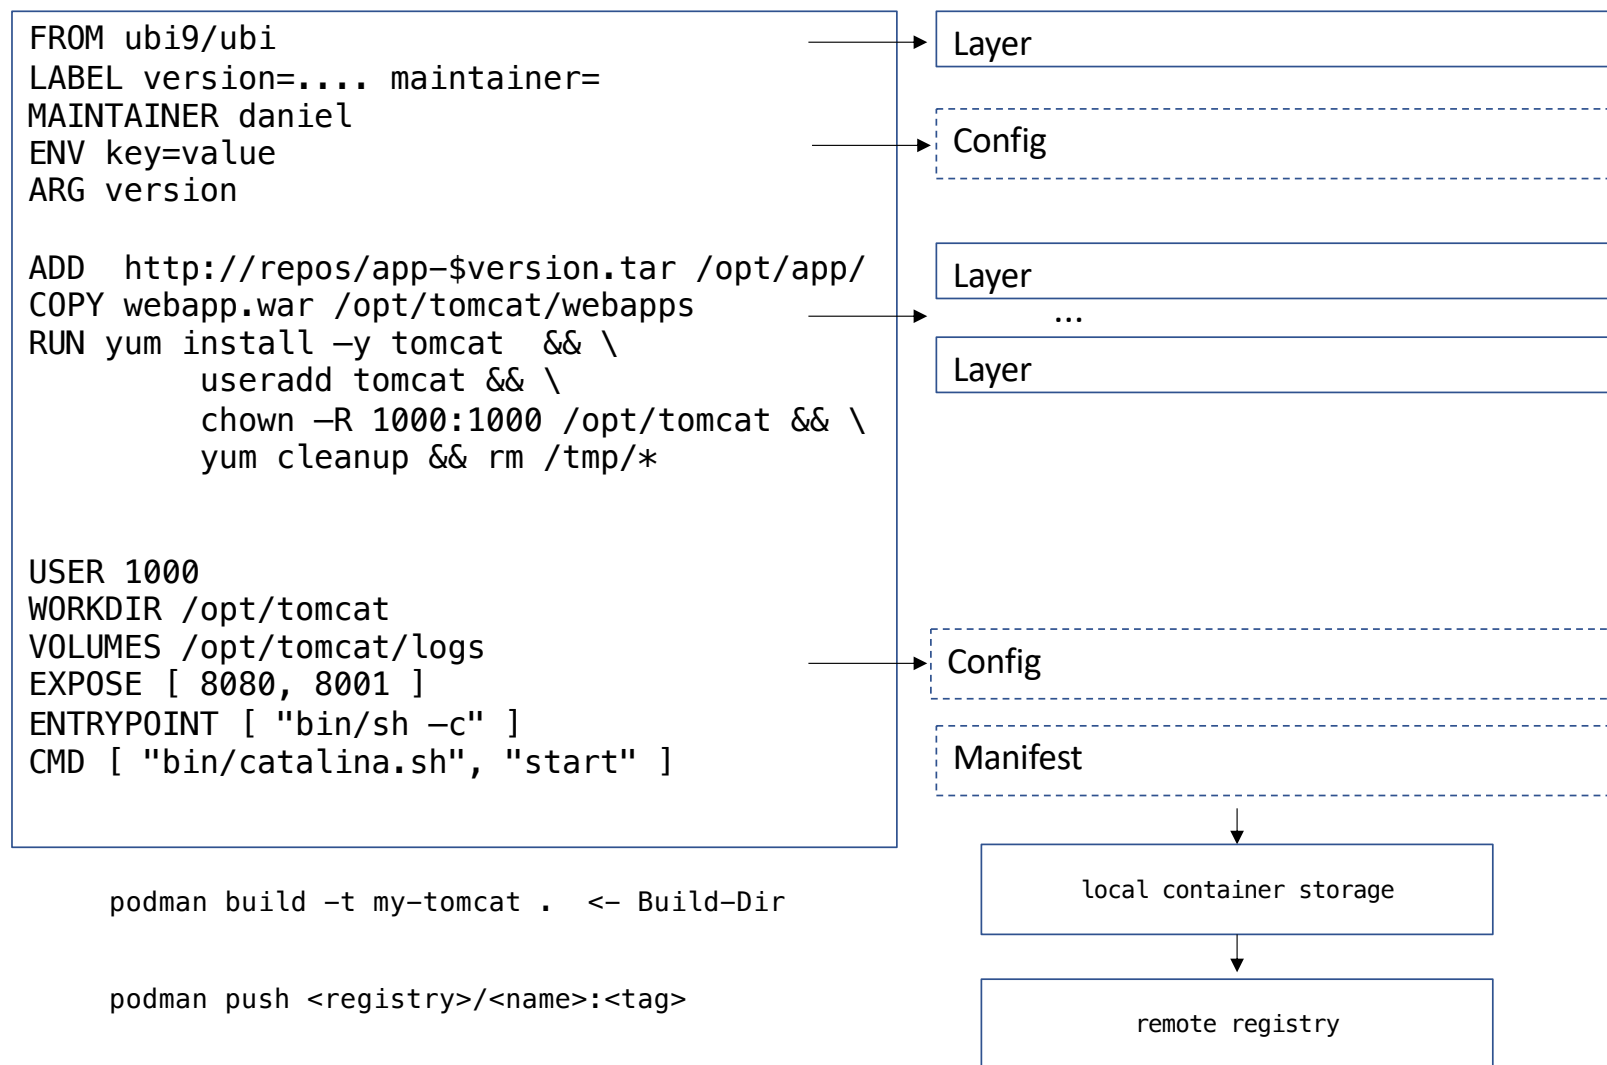 FROM ubi9/ubi
LABEL version=.... maintainer=
MAINTAINER daniel
ENV key=value
ARG version
ADD  http://repos/app–$version.tar /opt/app/
COPY webapp.war /opt/tomcat/webapps
RUN yum install –y tomcat  && \
useradd tomcat && \
chown –R 1000:1000 /opt/tomcat && \
yum cleanup && rm /tmp/*
USER 1000
WORKDIR /opt/tomcat
VOLUMES /opt/tomcat/logs
EXPOSE [ 8080, 8001 ]
ENTRYPOINT [ "bin/sh –c" ]
CMD [ "bin/catalina.sh", "start" ]
Layer
Config
Layer
...
Layer
Config
Manifest
local container storage
remote registry
podman build –t my–tomcat .  <– Build–Dir
podman push <registry>/<name>:<tag>